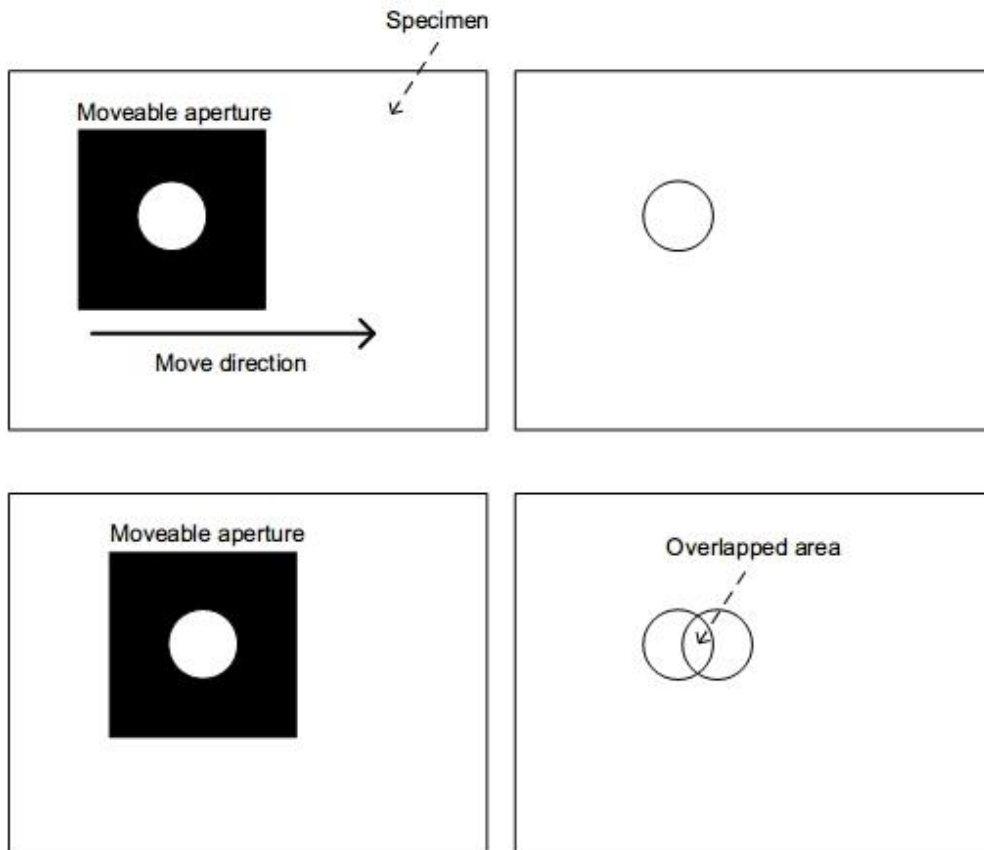 Specimen
Moveable aperture
Move direction
Moveable aperture
Overlapped area